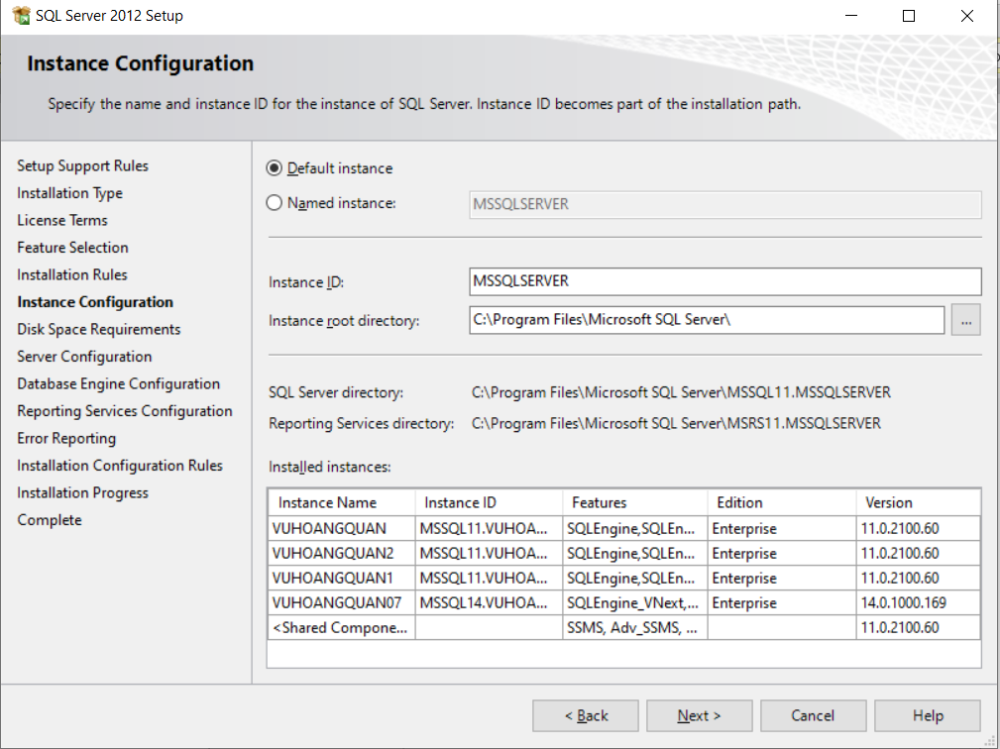 SQL Server 2012 Setup
Instance Configuration
Specify the name and instance ID for the instance of SQL Server. Instance ID becomes part of the installation path.
Setup Support Rules
Installation Type
License Terms
Feature Selection
Installation Rules
Instance Configuration
Disk Space Requirements
Server Configuration
Database Engine Configuration
Reporting Services Configuration
Error Reporting
Installation Configuration Rules
Installation Progress
Complete
Default instance
Named instance: MSSQLSERVER
Instance ID: MSSQLSERVER
Instance root directory: C:\Program Files\Microsoft SQL Server\ ...
SQL Server directory: C:\Program Files\Microsoft SQL Server\MSSQL11.MSSQLSERVER
Reporting Services directory: C:\Program Files\Microsoft SQL Server\MSRS11.MSSQLSERVER
Installed instances:
Instance Name Instance ID Features Edition Version
VUHOANGQUAN MSSQL11.VUHOA... SQLEngine,SQLEn... Enterprise 11.0.2100.60
VUHOANGQUAN2 MSSQL11.VUHOA... SQLEngine,SQLEn... Enterprise 11.0.2100.60
VUHOANGQUAN1 MSSQL11.VUHOA... SQLEngine,SQLEn... Enterprise 11.0.2100.60
VUHOANGQUAN07 MSSQL14.VUHOA... SQLEngine_VNext,... Enterprise 14.0.1000.169
<Shared Compone... SSMS, Adv_SSMS, ... 11.0.2100.60
< Back Next > Cancel Help